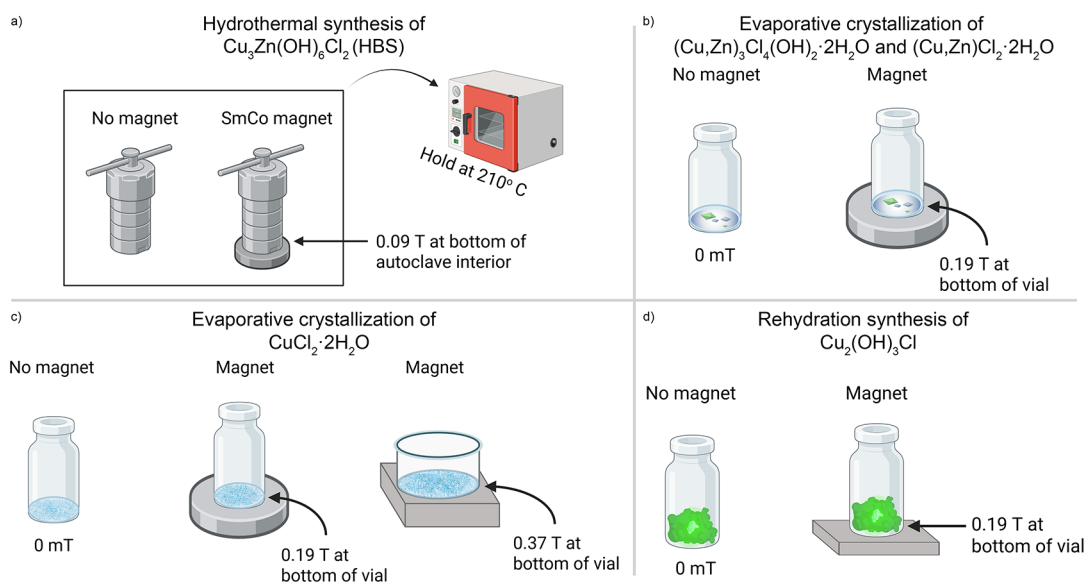 a)
Hydrothermal synthesis of
Cu₃Zn(OH)₆Cl₂ (HBS)
No magnet
SmCo magnet
Hold at 210º C
0.09 T at bottom of
autoclave interior
b)
Evaporative crystallization of
(Cu,Zn)₃Cl₄(OH)₂·2H₂O and (Cu,Zn)Cl₂·2H₂O
No magnet
Magnet
0 mT
0.19 T at
bottom of vial
c)
Evaporative crystallization of
CuCl₂·2H₂O
No magnet
Magnet
Magnet
0 mT
0.19 T at
bottom of vial
0.37 T at
bottom of vial
d)
Rehydration synthesis of
Cu₂(OH)₃Cl
No magnet
Magnet
0 mT
0.19 T at
bottom of vial